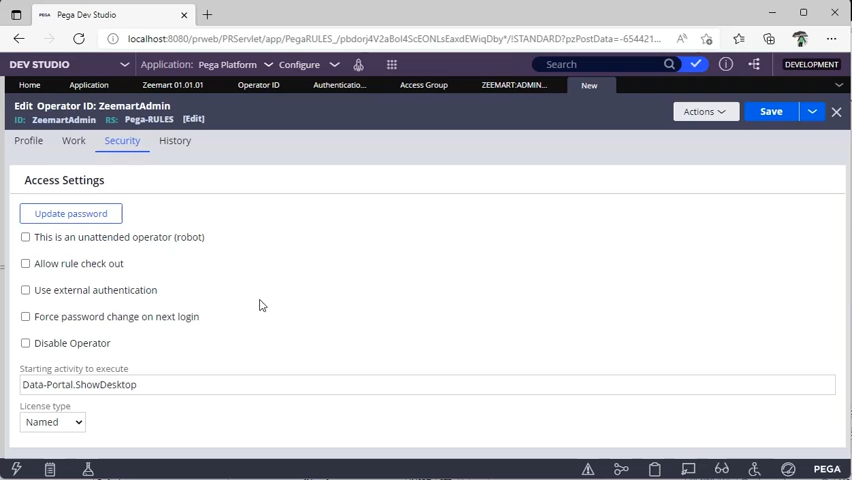 PEGA Pega Dev Studio
localhost:8080/prweb/PRServlet/app/PegaRULES_/pbdorj4V2aBol4ScEONLsEaxdEWiqDby*/!STANDARD?pzPostData=-654421...
DEV STUDIO Application: Pega Platform Configure Search DEVELOPMENT
Home Application Zeemart 01.01.01 Operator ID Authenticatio... Access Group ZEEMART:ADMIN... New
Edit Operator ID: ZeemartAdmin
ID: ZeemartAdmin RS: Pega-RULES [Edit]
Actions Save
Profile Work Security History
Access Settings
Update password
This is an unattended operator (robot)
Allow rule check out
Use external authentication
Force password change on next login
Disable Operator
Starting activity to execute
Data-Portal.ShowDesktop
License type
Named
PEGA